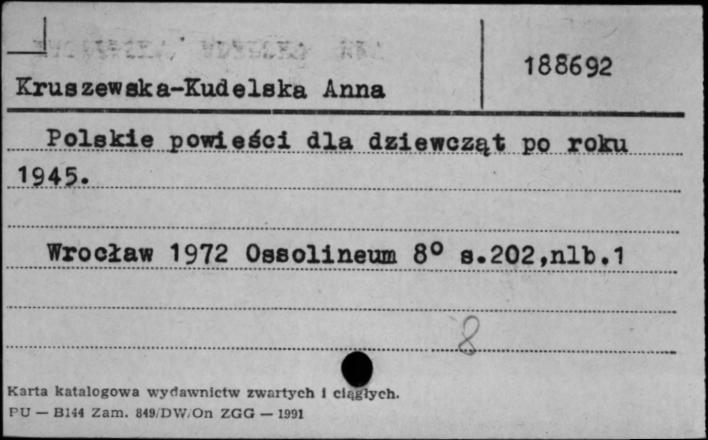 188692
Kruszewska-Kudelska Anna
Polskie powieści dla dziewcząt po roku
1945.
Wrocław 1972 Ossolineum 8° s.202,nlb.1
8
Karta katalogowa wydawnictw zwartych i ciągłych.
PU — B144 Zam. 849/DW/On ZGG — 1991